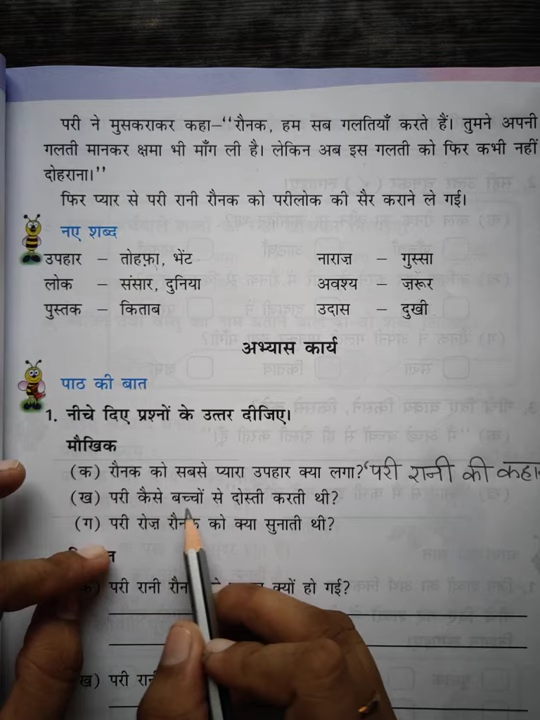 परी ने मुसकराकर कहा–‘‘रौनक, हम सब गलतियाँ करते हैं। तुमने अपनी
गलती मानकर क्षमा भी माँग ली है। लेकिन अब इस गलती को फिर कभी नहीं
दोहराना।’’
फिर प्यार से परी रानी रौनक को परीलोक की सैर कराने ले गई।
नए शब्द
उपहार – तोहफ़ा, भेंट नाराज़ – गुस्सा
लोक – संसार, दुनिया अवश्य – ज़रूर
पुस्तक – किताब उदास – दुखी
अभ्यास कार्य
पाठ की बात
1. नीचे दिए प्रश्नों के उत्तर दीजिए।
मौखिक
(क) रौनक को सबसे प्यारा उपहार क्या लगा? ‘परी रानी की कहा
(ख) परी कैसे बच्चों से दोस्ती करती थी?
(ग) परी रोज़ रौनक को क्या सुनाती थी?
परी रानी क्यों हो गई?
(ख) परी